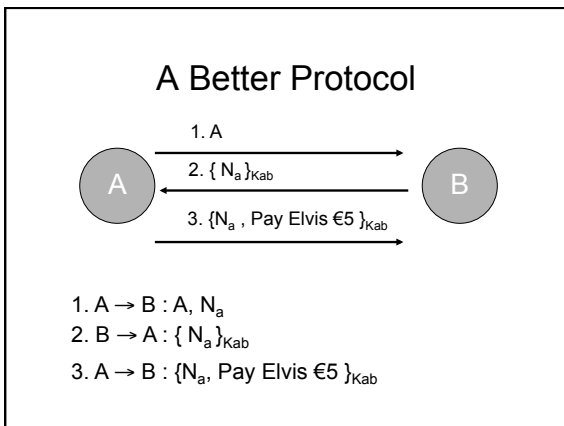 A Better Protocol
1. A
2. { Nₐ }Kab
A
B
3. {Nₐ , Pay Elvis €5 }Kab
1. A → B : A, Nₐ
2. B → A : { Nₐ }Kab
3. A → B : {Nₐ, Pay Elvis €5 }Kab